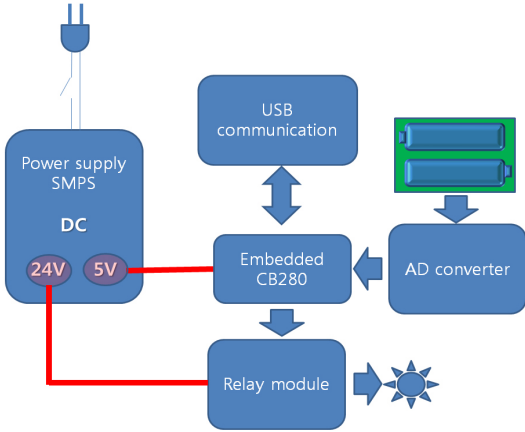 USB
communication
Power supply
SMPS
DC
24V
5V
Embedded
CB280
AD converter
Relay module